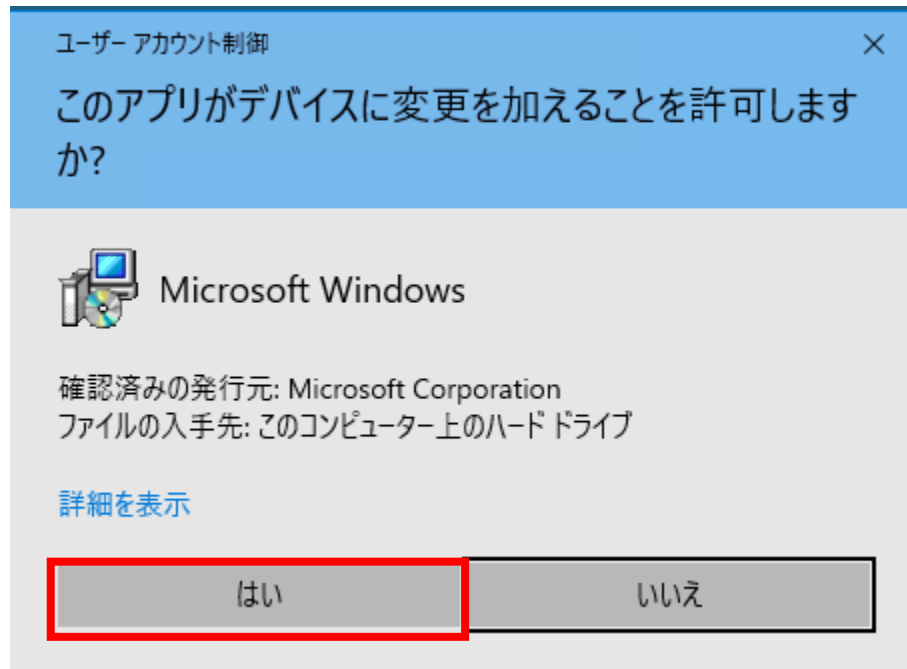 ユーザー アカウント制御
このアプリがデバイスに変更を加えることを許可します
か?
Microsoft Windows
確認済みの発行元: Microsoft Corporation
ファイルの入手先: このコンピューター上のハード ドライブ
詳細を表示
はい
いいえ